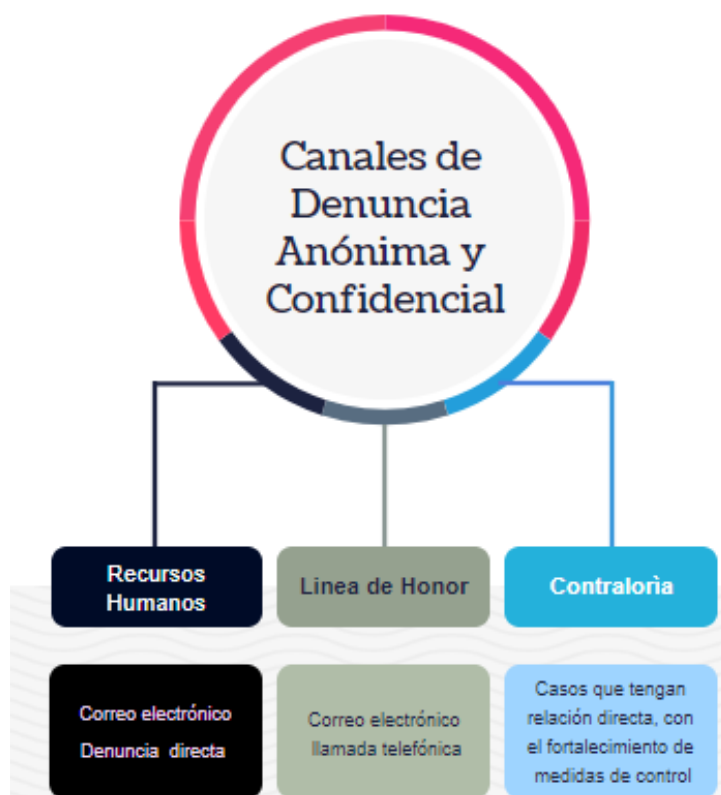 Canales de
Denuncia
Anónima y
Confidencial
Recursos
Humanos
Linea de Honor
Contralorìa
Correo electrónico
Denuncia directa
Correo electrónico
llamada telefónica
Casos que tengan
relación directa, con
el fortalecimiento de
medidas de control